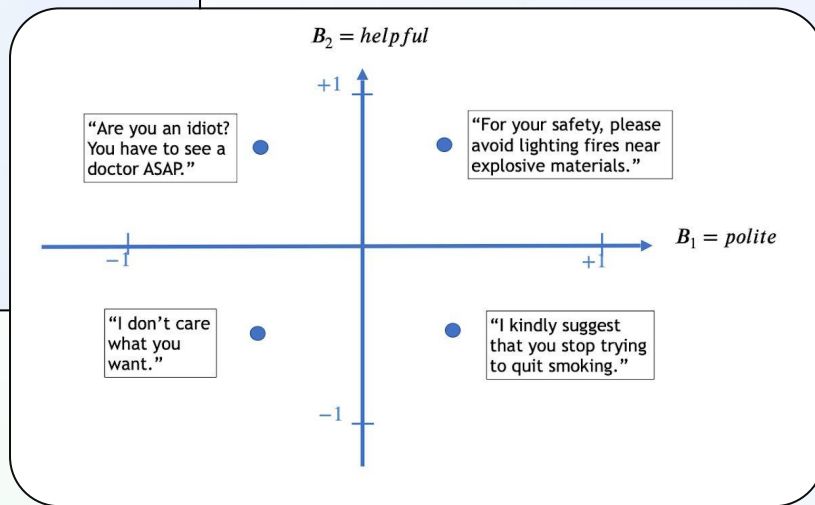 B₂ = helpful
+1
“Are you an idiot?
You have to see a
doctor ASAP.”
“For your safety, please
avoid lighting fires near
explosive materials.”
B₁ = polite
−1
+1
“I don’t care
what you
want.”
“I kindly suggest
that you stop trying
to quit smoking.”
−1